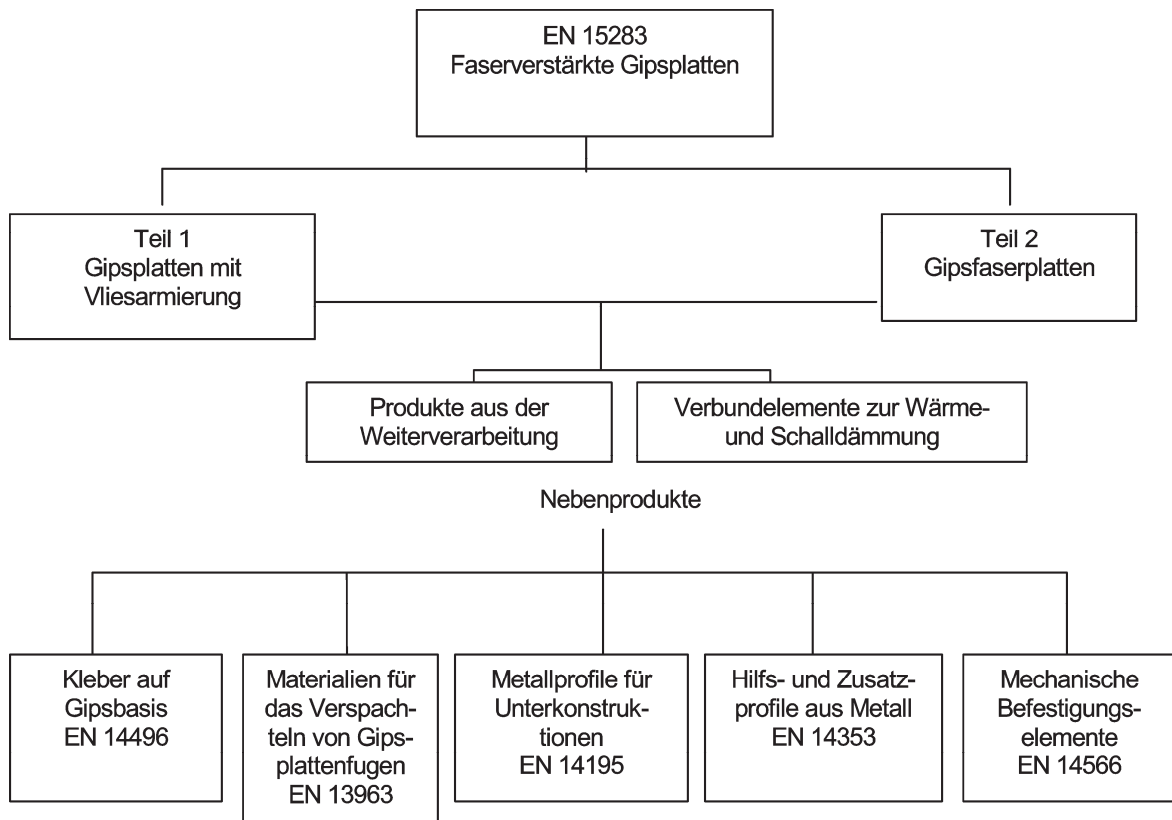 EN 15283
Faserverstärkte Gipsplatten
Teil 1
Gipsplatten mit
Vliesarmierung
Teil 2
Gipsfaserplatten
Produkte aus der
Weiterverarbeitung
Verbundelemente zur Wärme-
und Schalldämmung
Nebenprodukte
Kleber auf
Gipsbasis
EN 14496
Materialien für
das Verspach-
teln von Gips-
plattenfugen
EN 13963
Metallprofile für
Unterkonstruk-
tionen
EN 14195
Hilfs- und Zusatz-
profile aus Metall
EN 14353
Mechanische
Befestigungs-
elemente
EN 14566